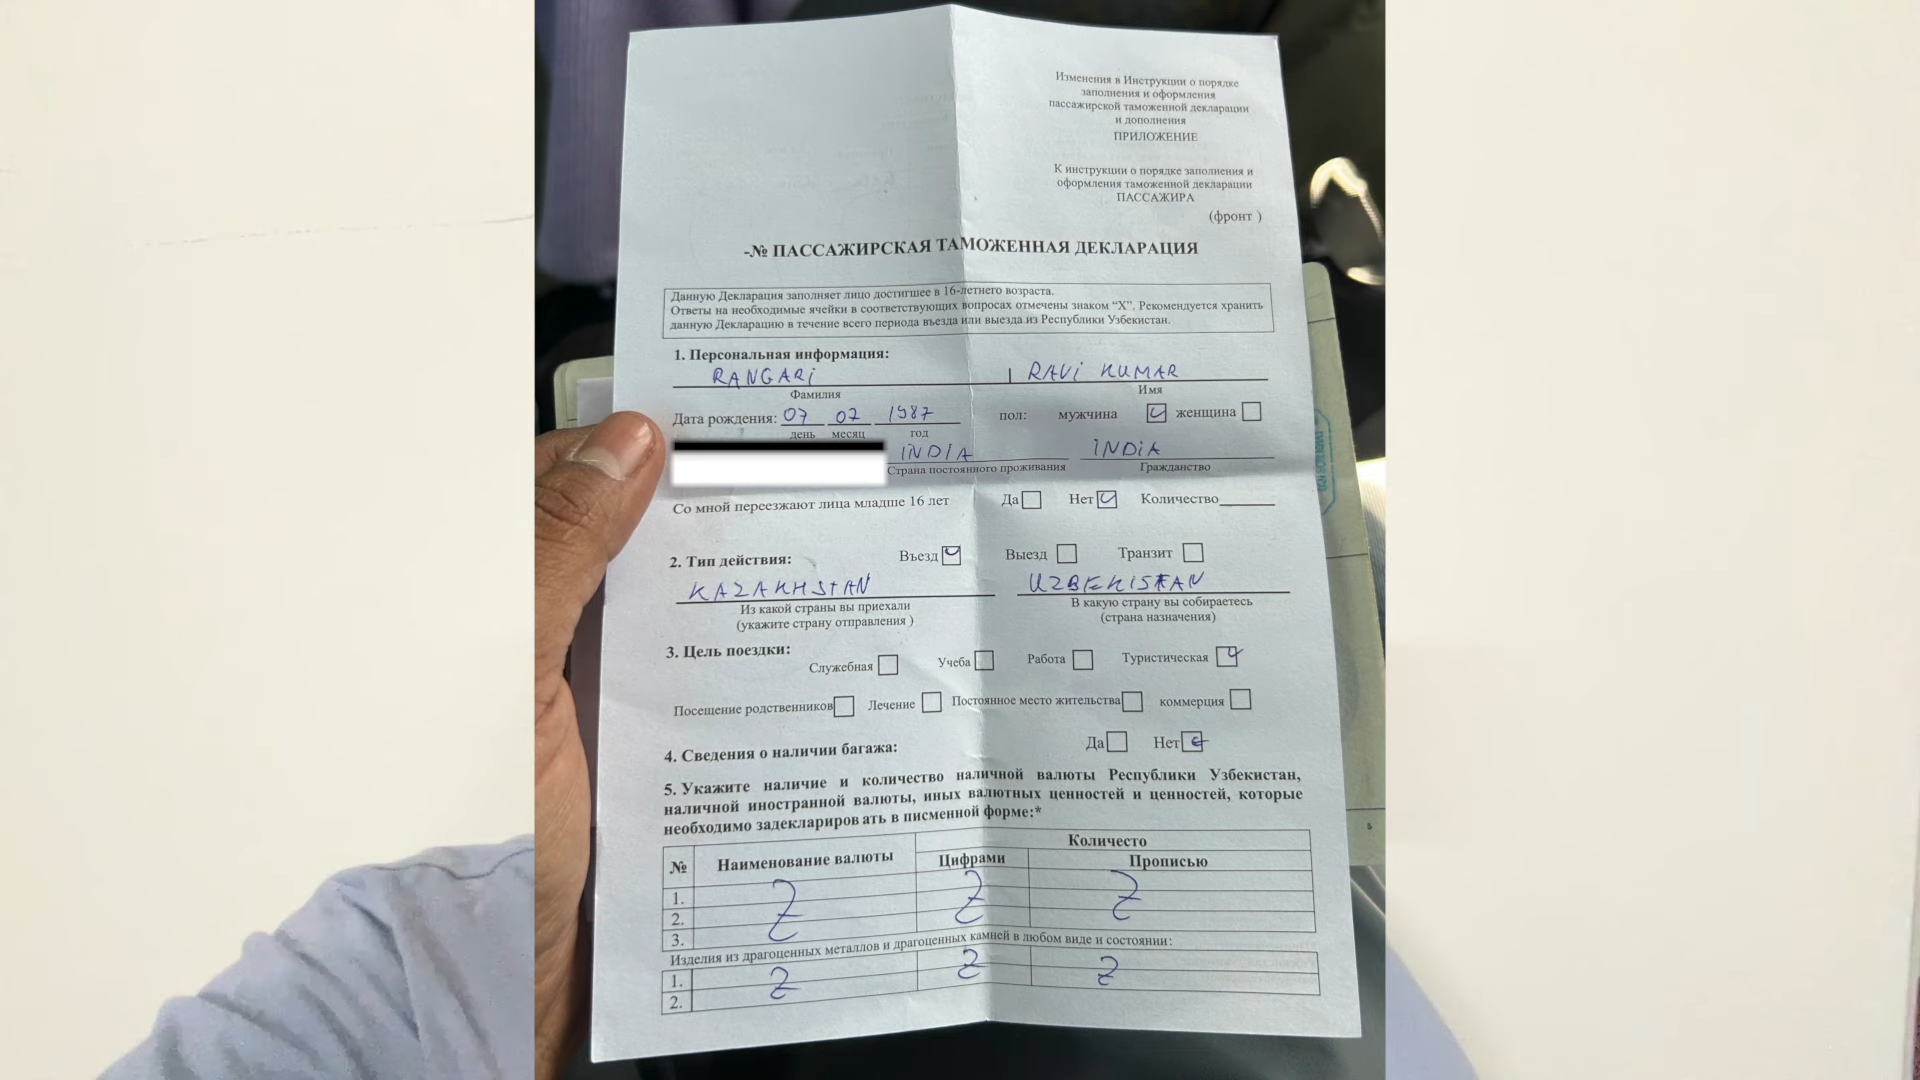 Изменения в Инструкции о порядке
заполнения и оформления
пассажирской таможенной декларации
и дополнения
ПРИЛОЖЕНИЕ
К инструкции о порядке заполнения и
оформления таможенной декларации
ПАССАЖИРА
(фронт )
-№ ПАССАЖИРСКАЯ ТАМОЖЕННАЯ ДЕКЛАРАЦИЯ
Данную Декларация заполняет лицо достигшее в 16-летнего возраста.
Ответы на необходимые ячейки в соответствующих вопросах отмечены знаком “X”. Рекомендуется хранить
данную Декларацию в течение всего периода въезда или выезда из Республики Узбекистан.
1. Персональная информация:
RANGARi RAVi KUMAR
Фамилия Имя
Дата рождения: 07 02 1987 пол: мужчина женщина
день месяц год
INDIA INDiA
Страна постоянного проживания Гражданство
Со мной переезжают лица младше 16 лет Да Нет Количество
2. Тип действия: Въезд Выезд Транзит
KAZAKHSTAN UZBEKISTAN
Из какой страны вы приехали В какую страну вы собираетесь
(укажите страну отправления ) (страна назначения)
3. Цель поездки:
Служебная Учеба Работа Туристическая
Посещение родственников Лечение Постоянное место жительства коммерция
4. Сведения о наличии багажа: Да Нет
5. Укажите наличие и количество наличной валюты Республики Узбекистан,
наличной иностранной валюты, иных валютных ценностей и ценностей, которые
необходимо задеклариров ать в писменной форме:*
№ Наименование валюты Количесто
Цифрами Прописью
1.
2. Z Z Z
3.
Изделия из драгоценных металлов и драгоценных камней в любом виде и состоянии:
1. Z Z Z
2.